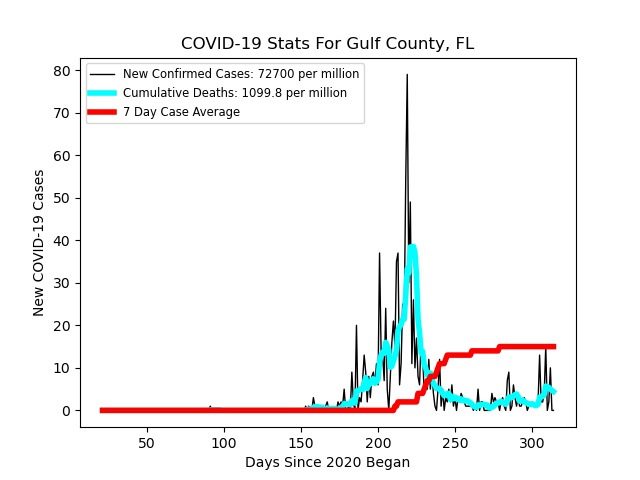 COVID-19 Stats For Gulf County, FL
New Confirmed Cases: 72700 per million
Cumulative Deaths: 1099.8 per million
7 Day Case Average
New COVID-19 Cases
80
70
60
50
40
30
20
10
0
50 100 150 200 250 300
Days Since 2020 Began